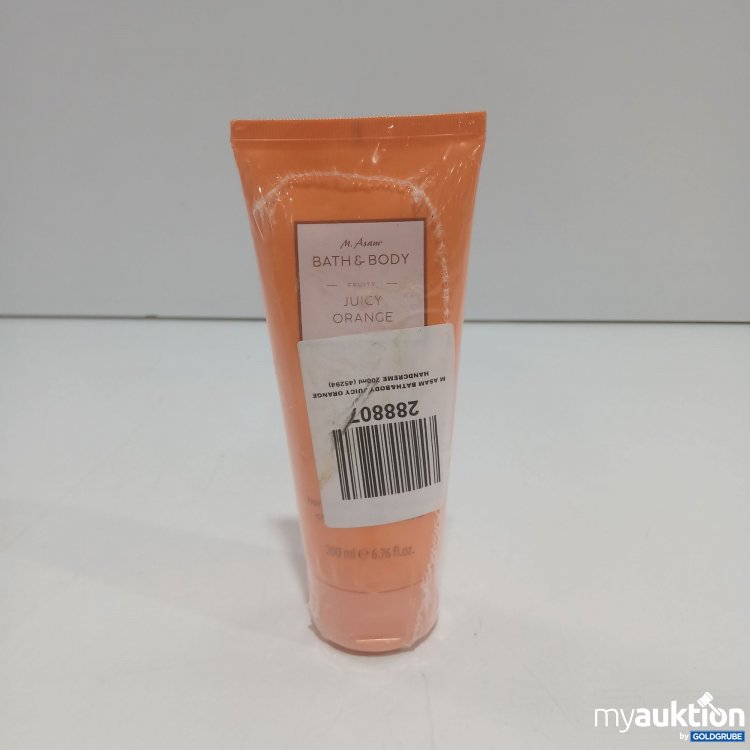 M. Asam
BATH & BODY
FRUITY
JUICY
ORANGE
M ASAM BATH&BODY JUICY ORANGE
HANDCREME 200ml (45294)
288807
200 ml e 6.76 fl.oz.
myauktion
by GOLDGRUBE